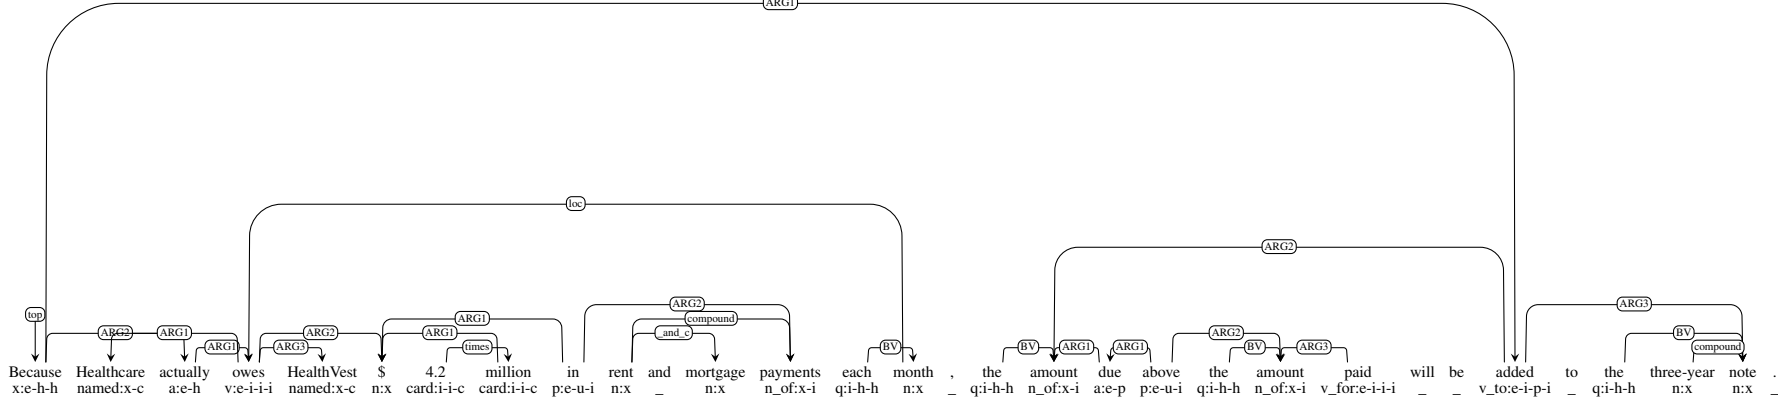 ARG1
loc
ARG2
top ARG2 ARG3
ARG1 compound
ARG2 ARG1 ARG2 ARG1 _and_c ARG2 BV
ARG1 ARG3 times BV BV ARG1 ARG1 BV ARG3 compound
Because Healthcare actually owes HealthVest $ 4.2 million in rent and mortgage payments each month , the amount due above the amount paid will be added to the three-year note .
x:e-h-h named:x-c a:e-h v:e-i-i-i named:x-c n:x card:i-i-c card:i-i-c p:e-u-i n:x _ n:x n_of:x-i q:i-h-h n:x _ q:i-h-h n_of:x-i a:e-p p:e-u-i q:i-h-h n_of:x-i v_for:e-i-i-i _ _ v_to:e-i-p-i _ q:i-h-h n:x n:x _